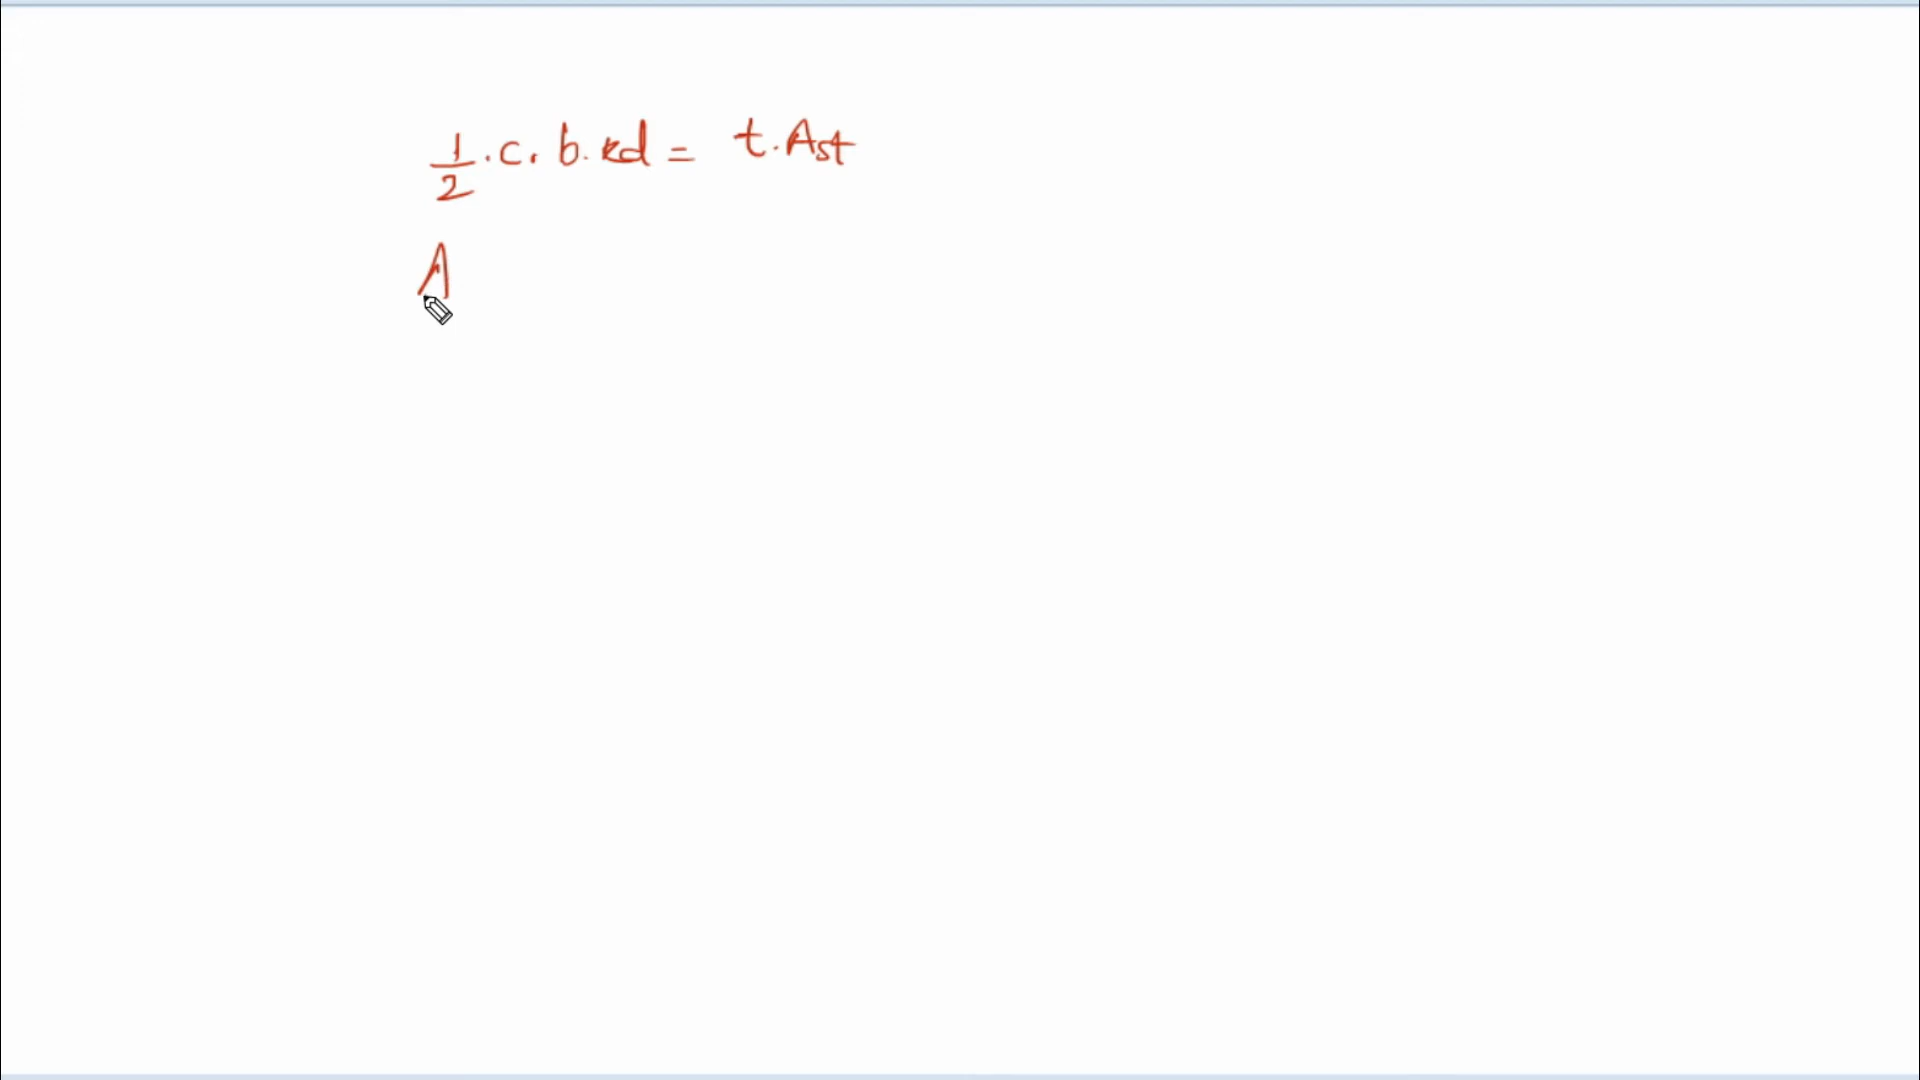 1/2 . c. b. kd = t. Ast
A